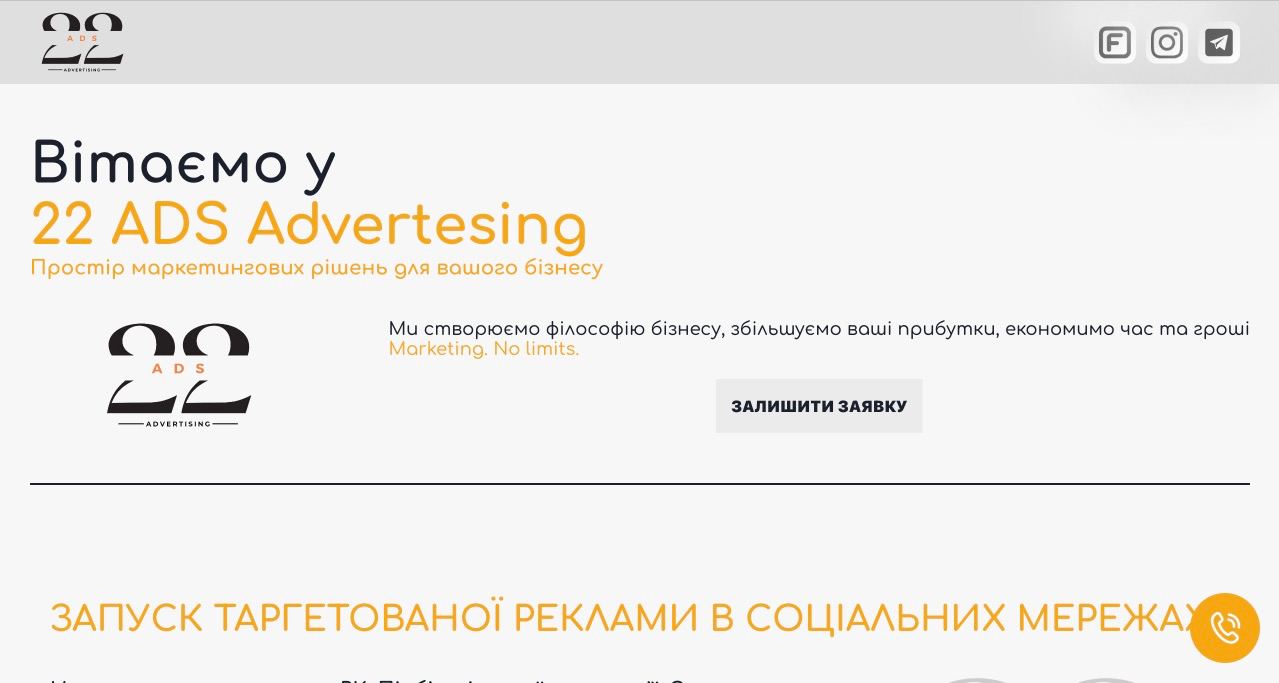 22
ADS
ADVERTISING
Вітаємо у
22 ADS Advertesing
Простір маркетингових рішень для вашого бізнесу
22
ADS
ADVERTISING
Ми створюємо філософію бізнесу, збільшуємо ваші прибутки, економимо час та гроші
Marketing. No limits.
ЗАЛИШИТИ ЗАЯВКУ
ЗАПУСК ТАРГЕТОВАНОЇ РЕКЛАМИ В СОЦІАЛЬНИХ МЕРЕЖАХ